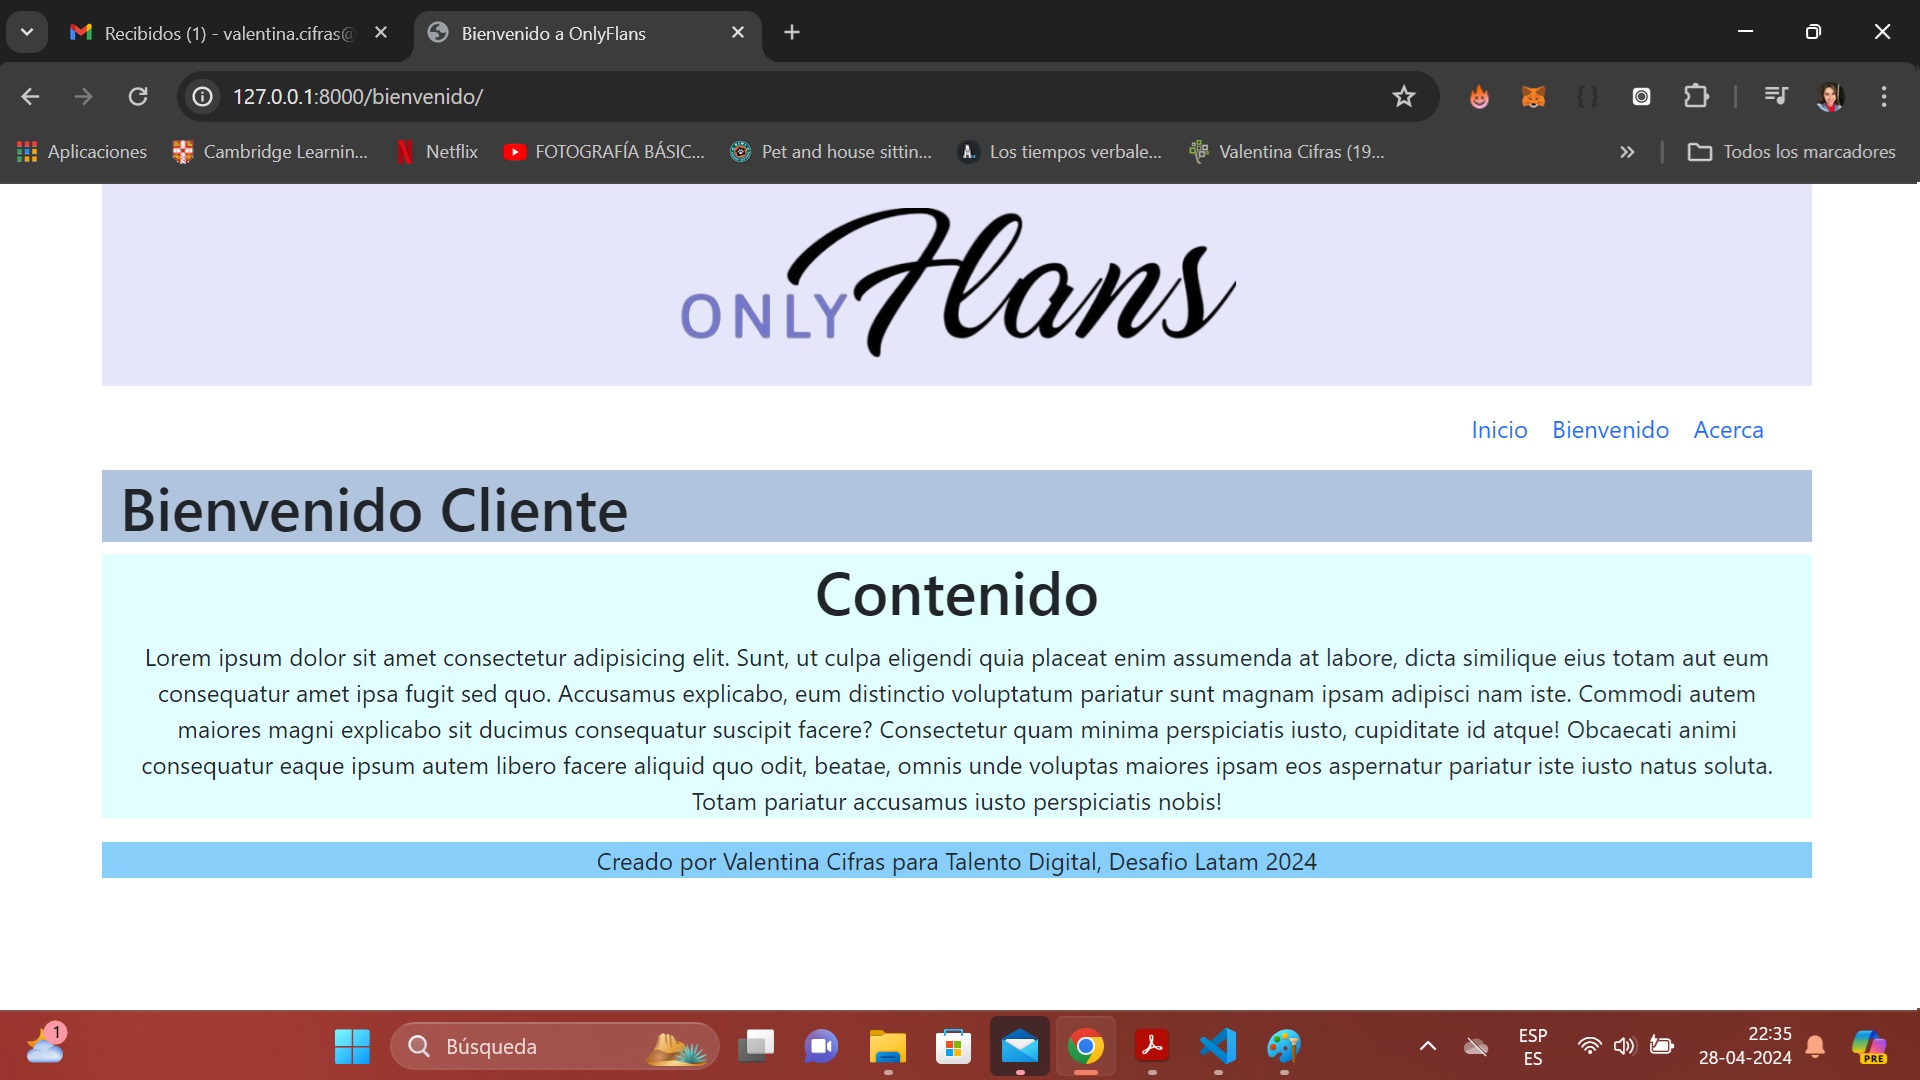 Recibidos (1) - valentina.cifras@
Bienvenido a OnlyFlans
127.0.0.1:8000/bienvenido/
Aplicaciones
Cambridge Learnin...
Netflix
FOTOGRAFÍA BÁSIC...
Pet and house sittin...
Los tiempos verbale...
Valentina Cifras (19...
Todos los marcadores
ONLY Flans
Inicio Bienvenido Acerca
Bienvenido Cliente
Contenido
Lorem ipsum dolor sit amet consectetur adipisicing elit. Sunt, ut culpa eligendi quia placeat enim assumenda at labore, dicta similique eius totam aut eum
consequatur amet ipsa fugit sed quo. Accusamus explicabo, eum distinctio voluptatum pariatur sunt magnam ipsam adipisci nam iste. Commodi autem
maiores magni explicabo sit ducimus consequatur suscipit facere? Consectetur quam minima perspiciatis iusto, cupiditate id atque! Obcaecati animi
consequatur eaque ipsum autem libero facere aliquid quo odit, beatae, omnis unde voluptas maiores ipsam eos aspernatur pariatur iste iusto natus soluta.
Totam pariatur accusamus iusto perspiciatis nobis!
Creado por Valentina Cifras para Talento Digital, Desafio Latam 2024
1
Búsqueda
ESP
ES
22:35
28-04-2024
PRE